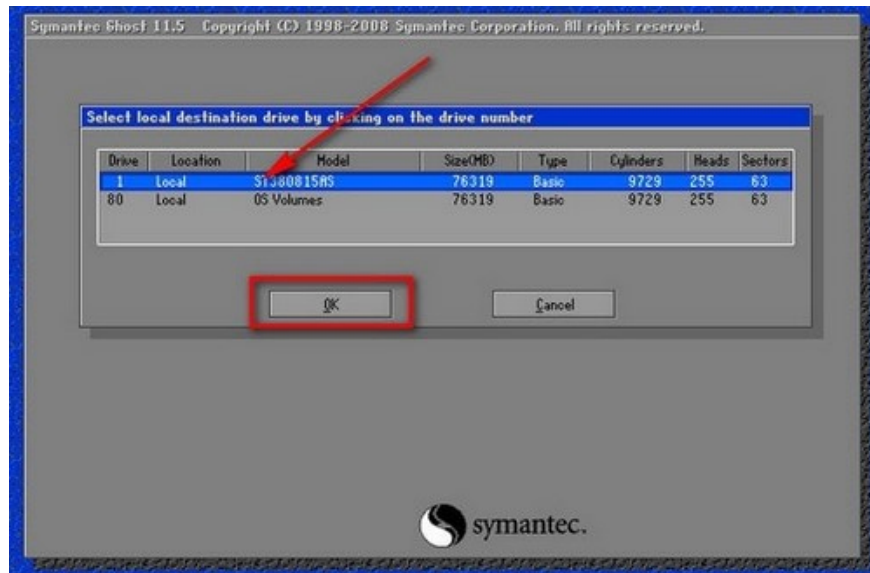 Symantec Ghost 11.5 Copyright (C) 1998-2008 Symantec Corporation. All rights reserved.
Select local destination drive by clicking on the drive number
Drive Location Model Size(MB) Type Cylinders Heads Sectors
1 Local ST380815AS 76319 Basic 9729 255 63
80 Local OS Volumes 76319 Basic 9729 255 63
OK Cancel
symantec.